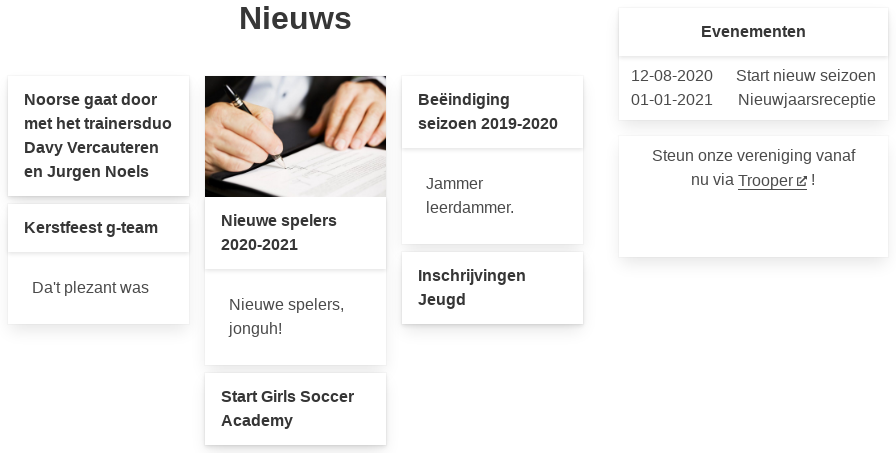 Nieuws
Noorse gaat door
met het trainersduo
Davy Vercauteren
en Jurgen Noels
Kerstfeest g-team
Da't plezant was
Nieuwe spelers
2020-2021
Nieuwe spelers,
jonguh!
Start Girls Soccer
Academy
Beëindiging
seizoen 2019-2020
Jammer
leerdammer.
Inschrijvingen
Jeugd
Evenementen
12-08-2020 Start nieuw seizoen
01-01-2021 Nieuwjaarsreceptie
Steun onze vereniging vanaf
nu via Trooper !